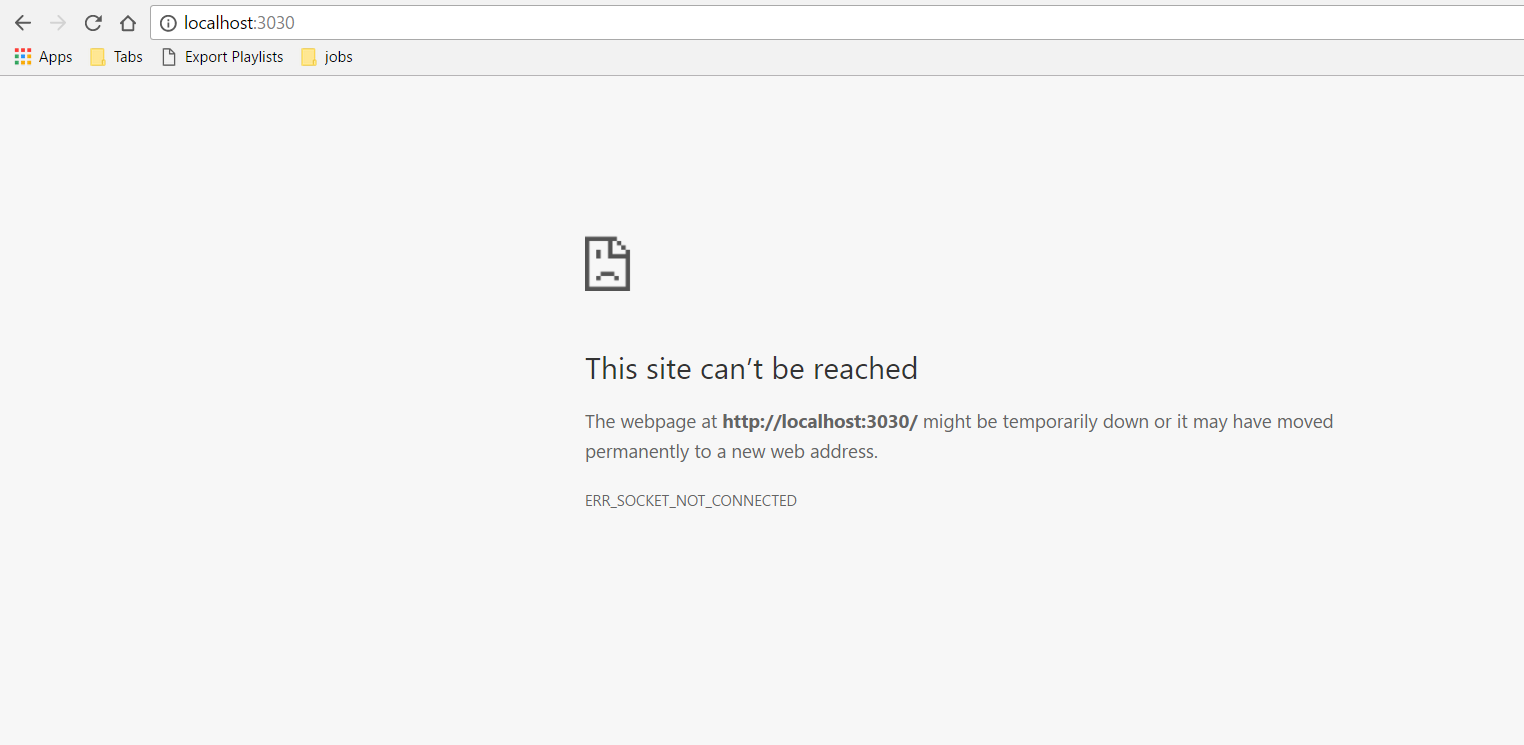 localhost:3030
Apps Tabs Export Playlists jobs
This site can’t be reached
The webpage at http://localhost:3030/ might be temporarily down or it may have moved
permanently to a new web address.
ERR_SOCKET_NOT_CONNECTED